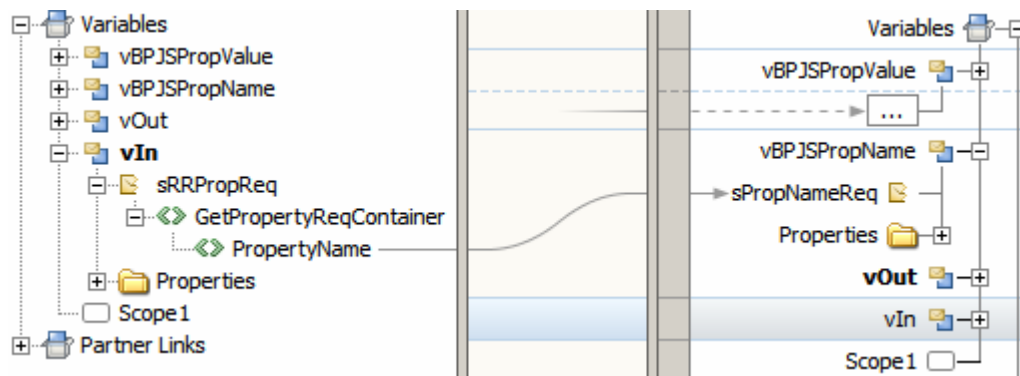 Variables
vBPJSPropValue
vBPJSPropName
vOut
vIn
sRRPropReq
GetPropertyReqContainer
PropertyName
Properties
Scope1
Partner Links
Variables
vBPJSPropValue
...
vBPJSPropName
sPropNameReq
Properties
vOut
vIn
Scope1